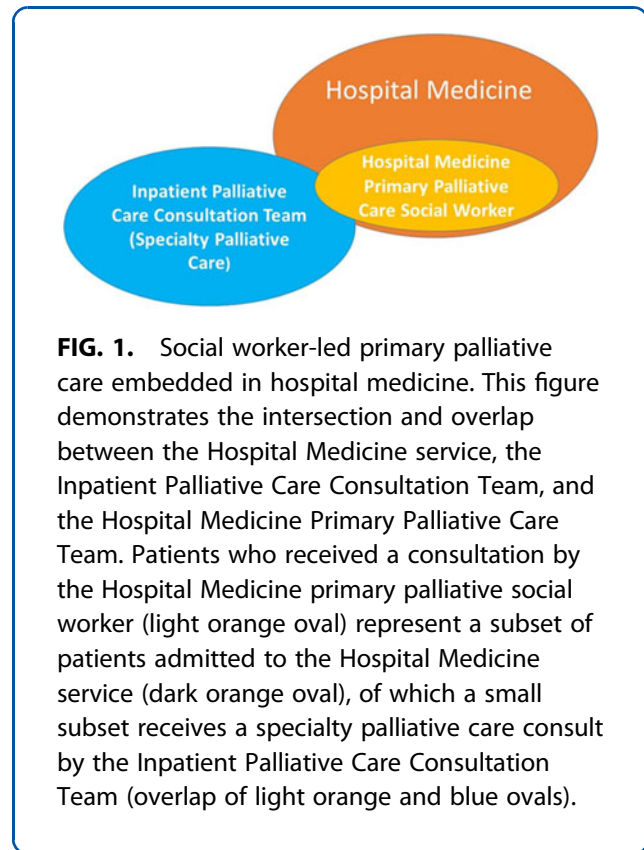 Hospital Medicine
Hospital Medicine
Primary Palliative
Care Social Worker
Inpatient Palliative
Care Consultation Team
(Specialty Palliative
Care)
FIG. 1. Social worker-led primary palliative
care embedded in hospital medicine. This figure
demonstrates the intersection and overlap
between the Hospital Medicine service, the
Inpatient Palliative Care Consultation Team, and
the Hospital Medicine Primary Palliative Care
Team. Patients who received a consultation by
the Hospital Medicine primary palliative social
worker (light orange oval) represent a subset of
patients admitted to the Hospital Medicine
service (dark orange oval), of which a small
subset receives a specialty palliative care consult
by the Inpatient Palliative Care Consultation
Team (overlap of light orange and blue ovals).